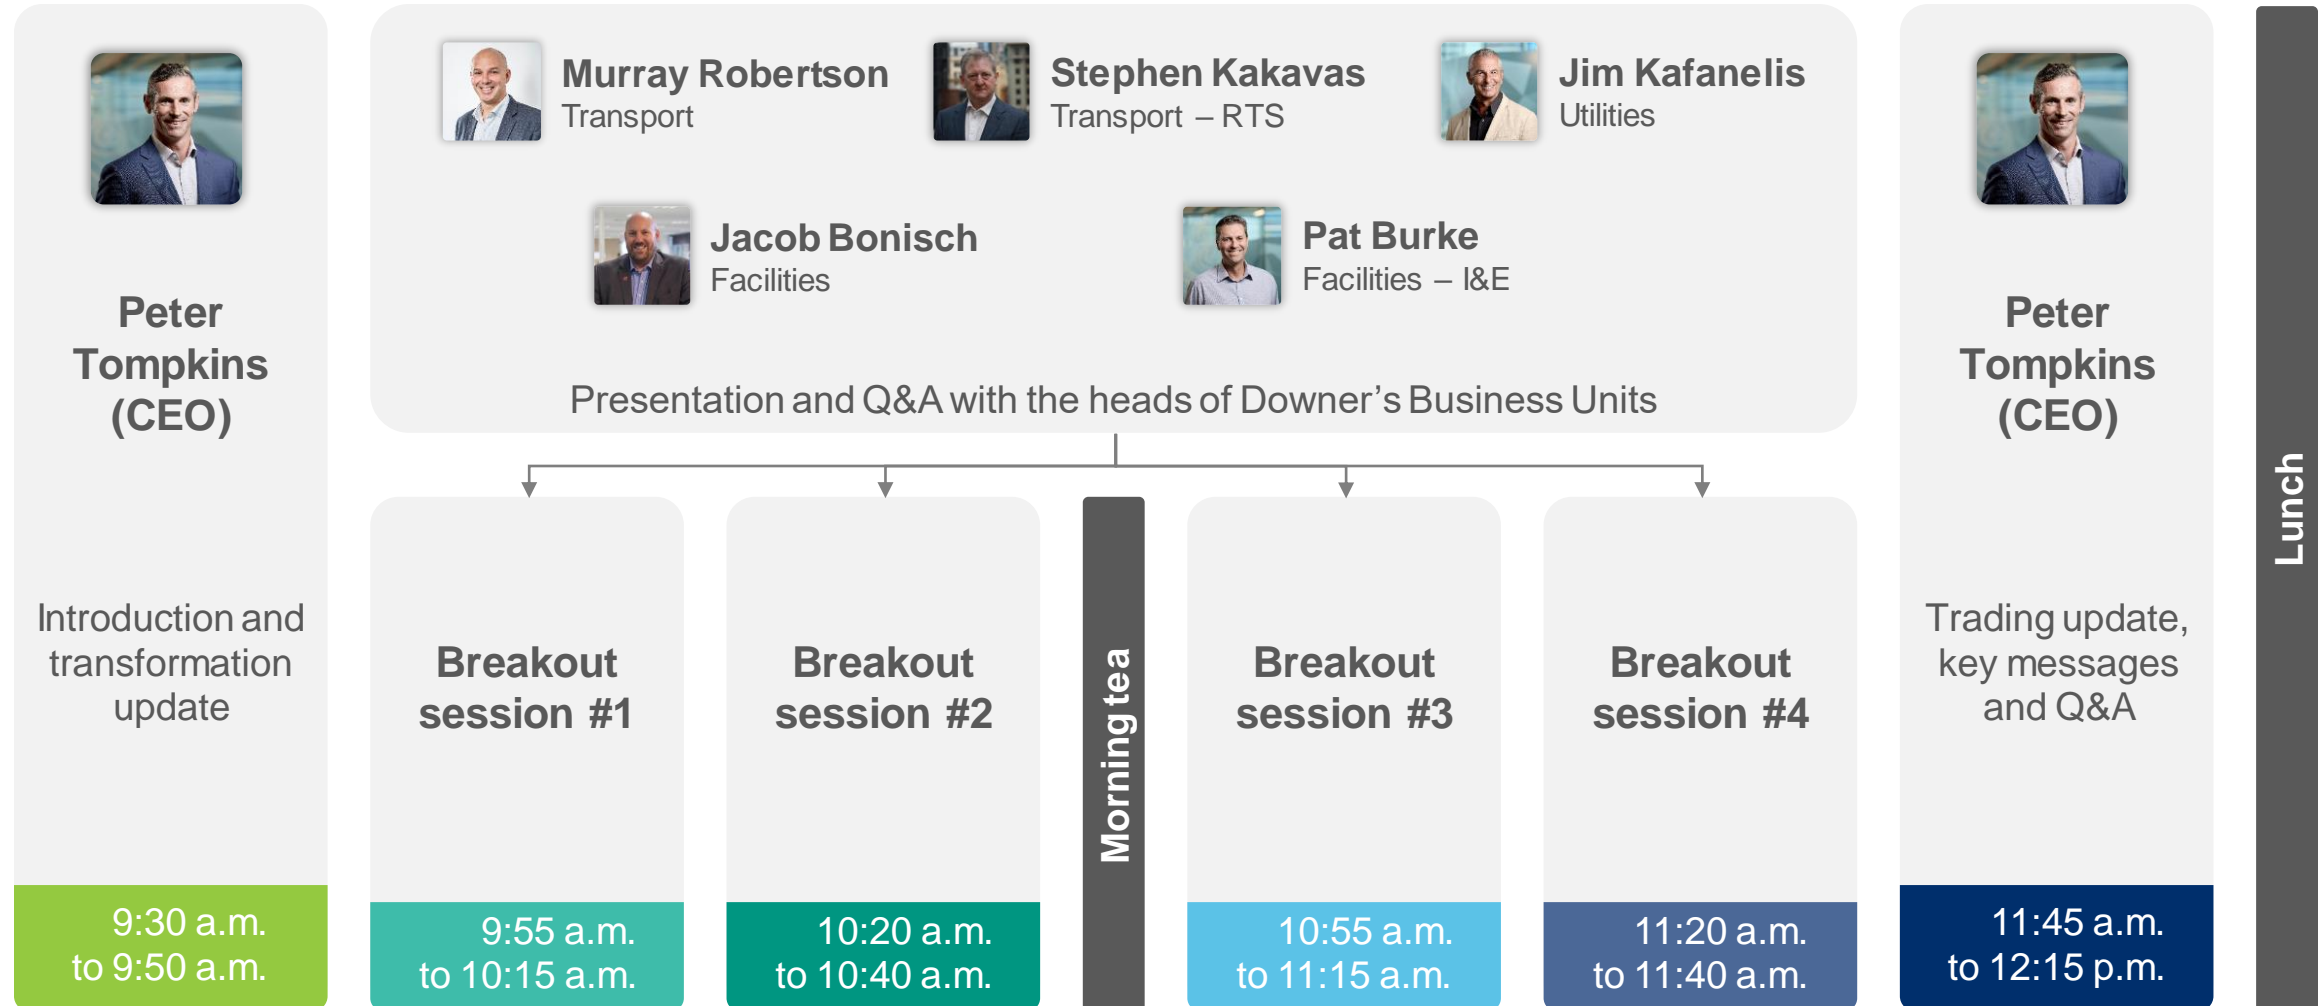 Peter
Tompkins
(CEO)
Introduction and
transformation
update
9:30 a.m.
to 9:50 a.m.
Murray Robertson
Transport
Stephen Kakavas
Transport – RTS
Jim Kafanelis
Utilities
Jacob Bonisch
Facilities
Pat Burke
Facilities – I&E
Presentation and Q&A with the heads of Downer’s Business Units
Breakout
session #1
9:55 a.m.
to 10:15 a.m.
Breakout
session #2
10:20 a.m.
to 10:40 a.m.
Morning tea
Breakout
session #3
10:55 a.m.
to 11:15 a.m.
Breakout
session #4
11:20 a.m.
to 11:40 a.m.
Peter
Tompkins
(CEO)
Trading update,
key messages
and Q&A
11:45 a.m.
to 12:15 p.m.
Lunch